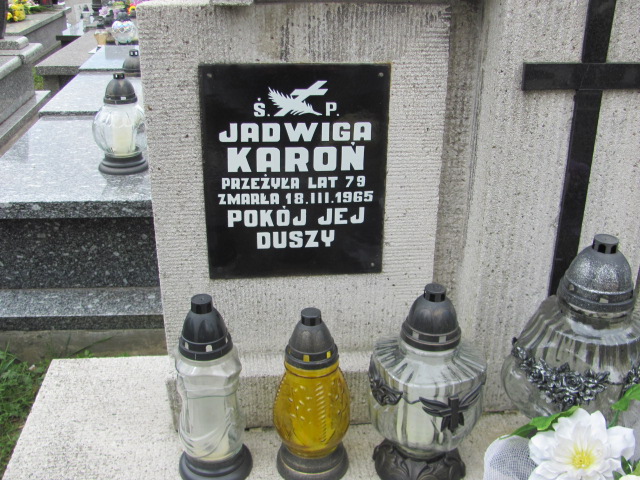 Ś. P.
JADWIGA
KAROŃ
PRZEŻYŁA LAT 79
ZMARŁA 18.III.1965
POKÓJ JEJ
DUSZY